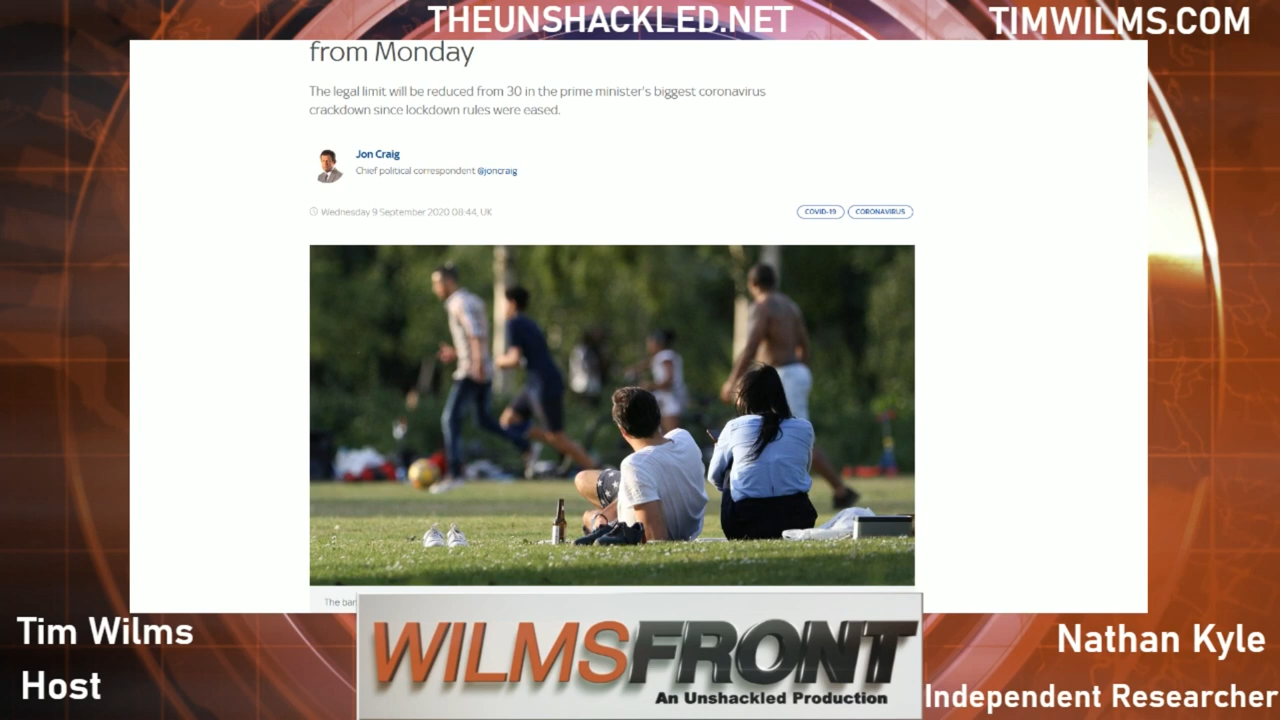 THEUNSHACKLED.NET
TIMWILMS.COM
from Monday
The legal limit will be reduced from 30 in the prime minister's biggest coronavirus
crackdown since lockdown rules were eased.
Jon Craig
Chief political correspondent @joncraig
Wednesday 9 September 2020 08:44, UK
COVID-19
CORONAVIRUS
The ban
Tim Wilms
Host
WILMSFRONT
An Unshackled Production
Nathan Kyle
Independent Researcher